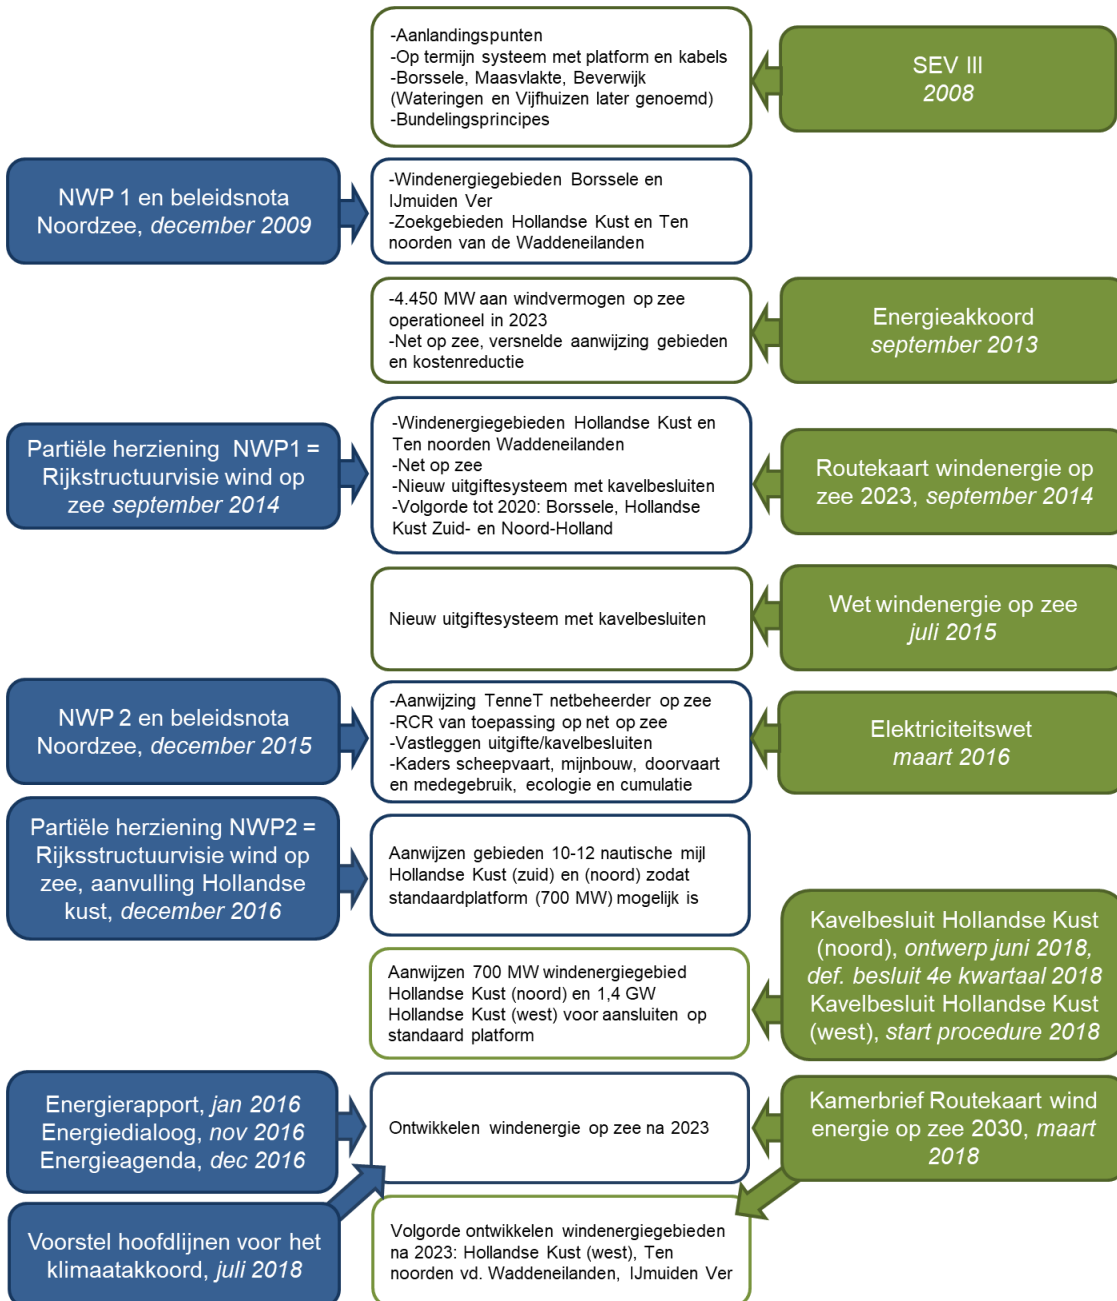 -Aanlandingspunten
-Op termijn systeem met platform en kabels
-Borssele, Maasvlakte, Beverwijk
(Wateringen en Vijfhuizen later genoemd)
-Bundelingsprincipes
SEV III
2008
NWP 1 en beleidsnota
Noordzee, december 2009
-Windenergiegebieden Borssele en
IJmuiden Ver
-Zoekgebieden Hollandse Kust en Ten
noorden van de Waddeneilanden
-4.450 MW aan windvermogen op zee
operationeel in 2023
-Net op zee, versnelde aanwijzing gebieden
en kostenreductie
Energieakkoord
september 2013
Partiële herziening NWP1 =
Rijkstructuurvisie wind op
zee september 2014
-Windenergiegebieden Hollandse Kust en
Ten noorden Waddeneilanden
-Net op zee
-Nieuw uitgiftesysteem met kavelbesluiten
-Volgorde tot 2020: Borssele, Hollandse
Kust Zuid- en Noord-Holland
Routekaart windenergie op
zee 2023, september 2014
Nieuw uitgiftesysteem met kavelbesluiten
Wet windenergie op zee
juli 2015
NWP 2 en beleidsnota
Noordzee, december 2015
-Aanwijzing TenneT netbeheerder op zee
-RCR van toepassing op net op zee
-Vastleggen uitgifte/kavelbesluiten
-Kaders scheepvaart, mijnbouw, doorvaart
en medegebruik, ecologie en cumulatie
Elektriciteitswet
maart 2016
Partiële herziening NWP2 =
Rijksstructuurvisie wind op
zee, aanvulling Hollandse
kust, december 2016
Aanwijzen gebieden 10-12 nautische mijl
Hollandse Kust (zuid) en (noord) zodat
standaardplatform (700 MW) mogelijk is
Aanwijzen 700 MW windenergiegebied
Hollandse Kust (noord) en 1,4 GW
Hollandse Kust (west) voor aansluiten op
standaard platform
Kavelbesluit Hollandse Kust
(noord), ontwerp juni 2018,
def. besluit 4e kwartaal 2018
Kavelbesluit Hollandse Kust
(west), start procedure 2018
Energierapport, jan 2016
Energiedialoog, nov 2016
Energieagenda, dec 2016
Ontwikkelen windenergie op zee na 2023
Kamerbrief Routekaart wind
energie op zee 2030, maart
2018
Voorstel hoofdlijnen voor het
klimaatakkoord, juli 2018
Volgorde ontwikkelen windenergiegebieden
na 2023: Hollandse Kust (west), Ten
noorden vd. Waddeneilanden, IJmuiden Ver